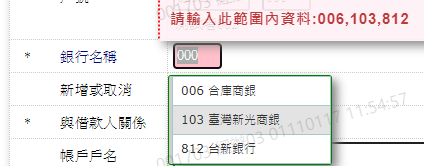 請輸入此範圍內資料:006,103,812
* 銀行名稱 000
新增或取消
006 合庫商銀
* 與借款人關係
103 臺灣新光商銀
帳戶戶名
812 台新銀行